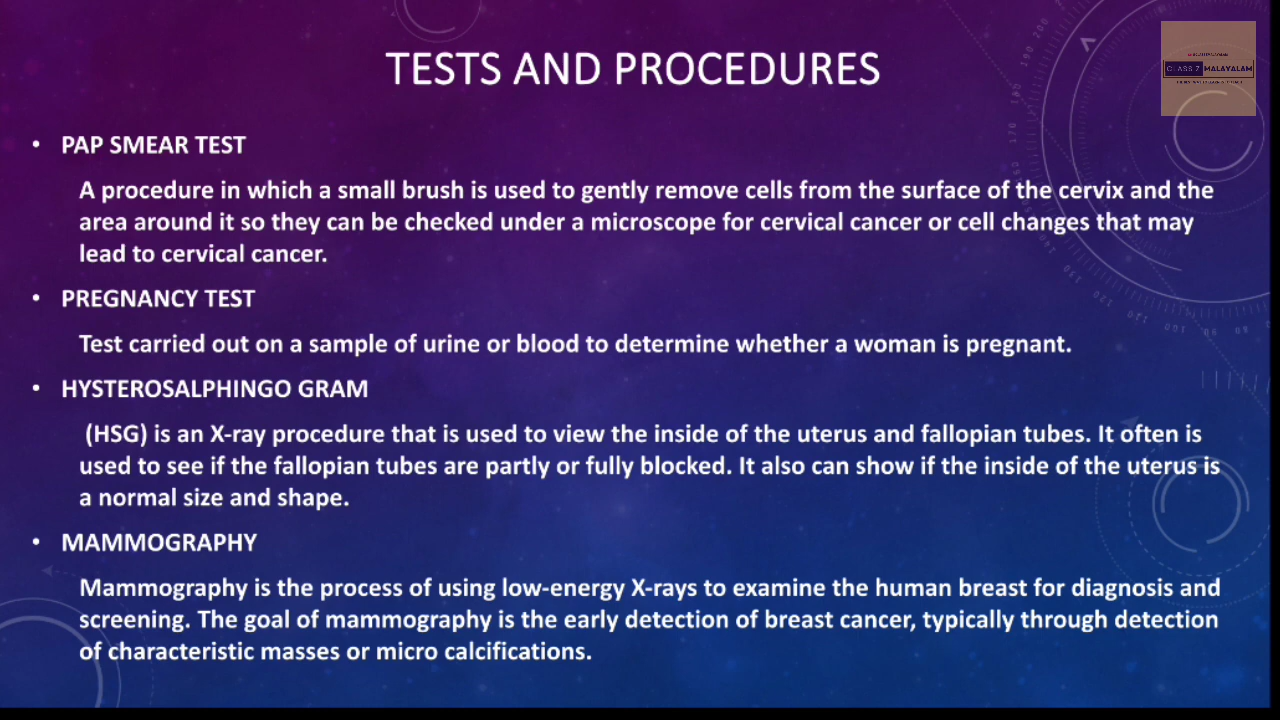 TESTS AND PROCEDURES
CLASS 7 MALAYALAM
• PAP SMEAR TEST
A procedure in which a small brush is used to gently remove cells from the surface of the cervix and the
area around it so they can be checked under a microscope for cervical cancer or cell changes that may
lead to cervical cancer.
• PREGNANCY TEST
Test carried out on a sample of urine or blood to determine whether a woman is pregnant.
• HYSTEROSALPHINGO GRAM
(HSG) is an X-ray procedure that is used to view the inside of the uterus and fallopian tubes. It often is
used to see if the fallopian tubes are partly or fully blocked. It also can show if the inside of the uterus is
a normal size and shape.
• MAMMOGRAPHY
Mammography is the process of using low-energy X-rays to examine the human breast for diagnosis and
screening. The goal of mammography is the early detection of breast cancer, typically through detection
of characteristic masses or micro calcifications.